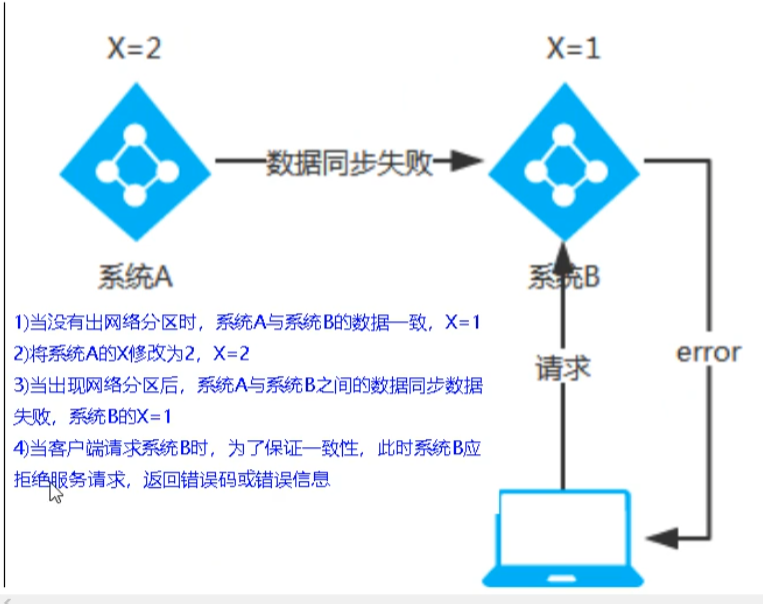 X=2
X=1
数据同步失败
系统A
系统B
1)当没有出网络分区时，系统A与系统B的数据一致，X=1
2)将系统A的X修改为2，X=2
3)当出现网络分区后，系统A与系统B之间的数据同步数据
失败，系统B的X=1
4)当客户端请求系统B时，为了保证一致性，此时系统B应
拒绝服务请求，返回错误码或错误信息
请求
error